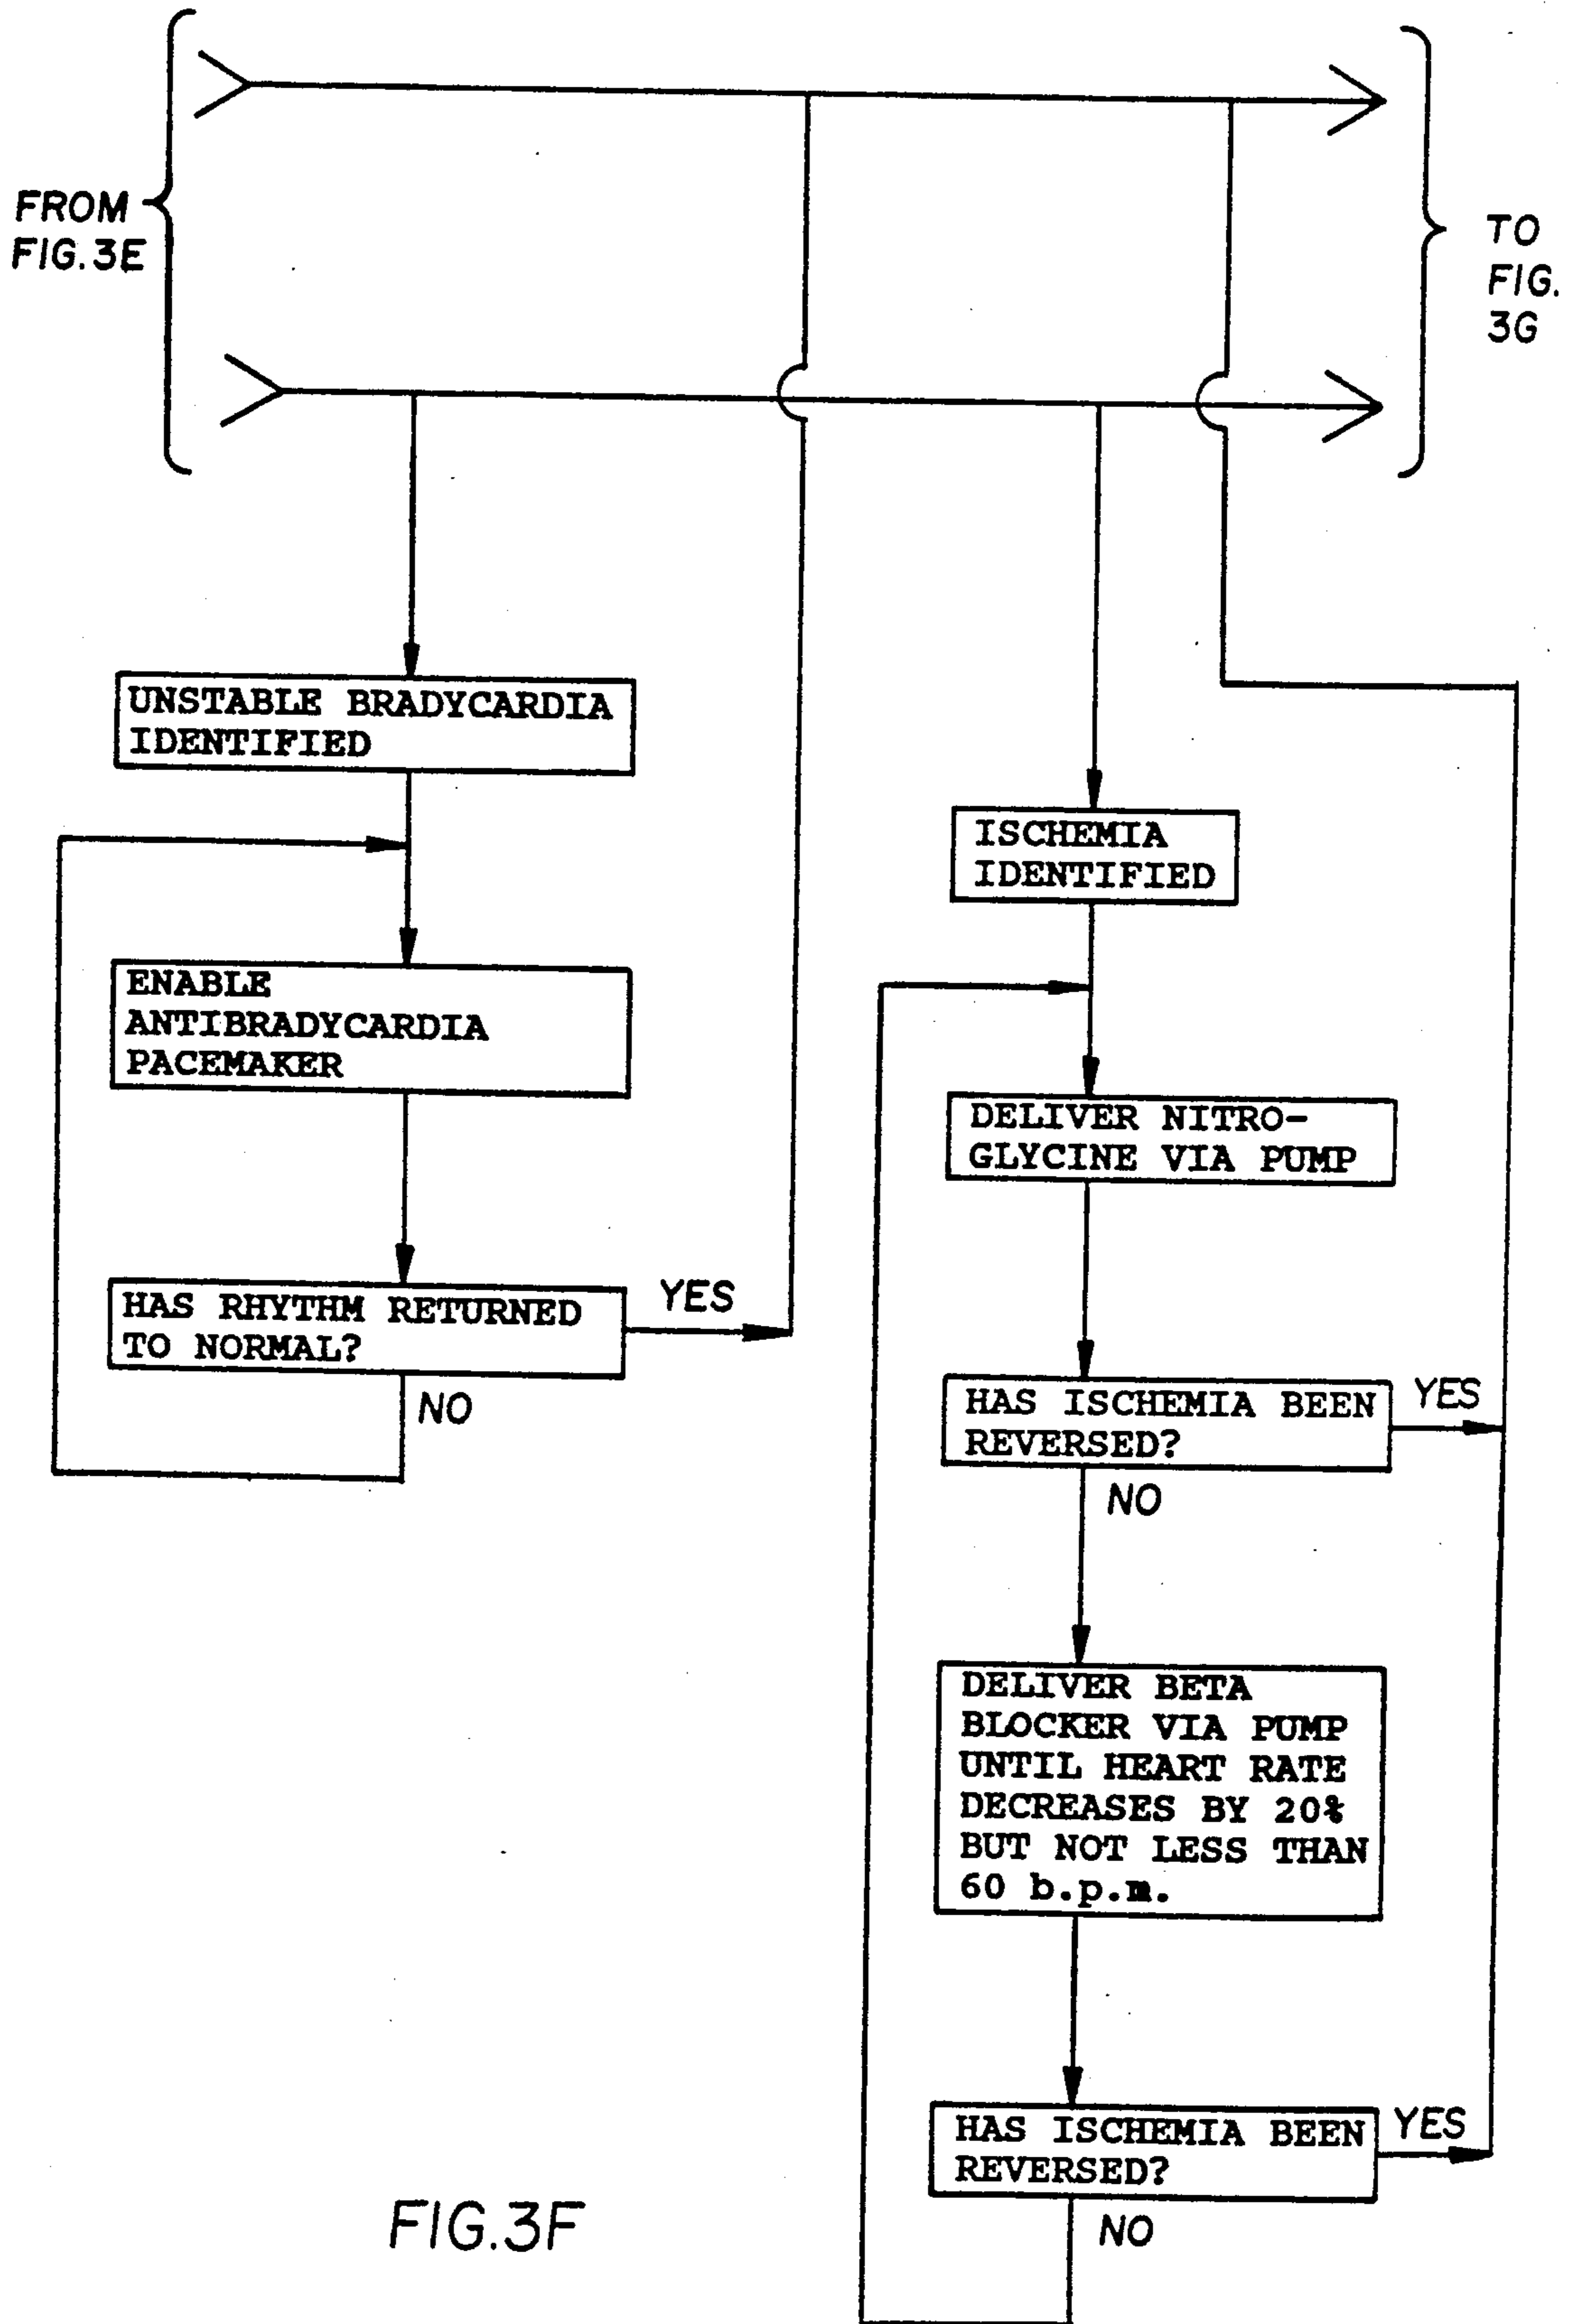 FROM
FIG.3E
TO
FIG.
3G
UNSTABLE BRADYCARDIA
IDENTIFIED
ENABLE
ANTIBRADYCARDIA
PACEMAKER
HAS RHYTHM RETURNED
TO NORMAL?
YES
NO
ISCHEMIA
IDENTIFIED
DELIVER NITRO-
GLYCINE VIA PUMP
HAS ISCHEMIA BEEN
REVERSED?
YES
NO
DELIVER BETA
BLOCKER VIA PUMP
UNTIL HEART RATE
DECREASES BY 20%
BUT NOT LESS THAN
60 b.p.m.
HAS ISCHEMIA BEEN
REVERSED?
YES
NO
FIG.3F